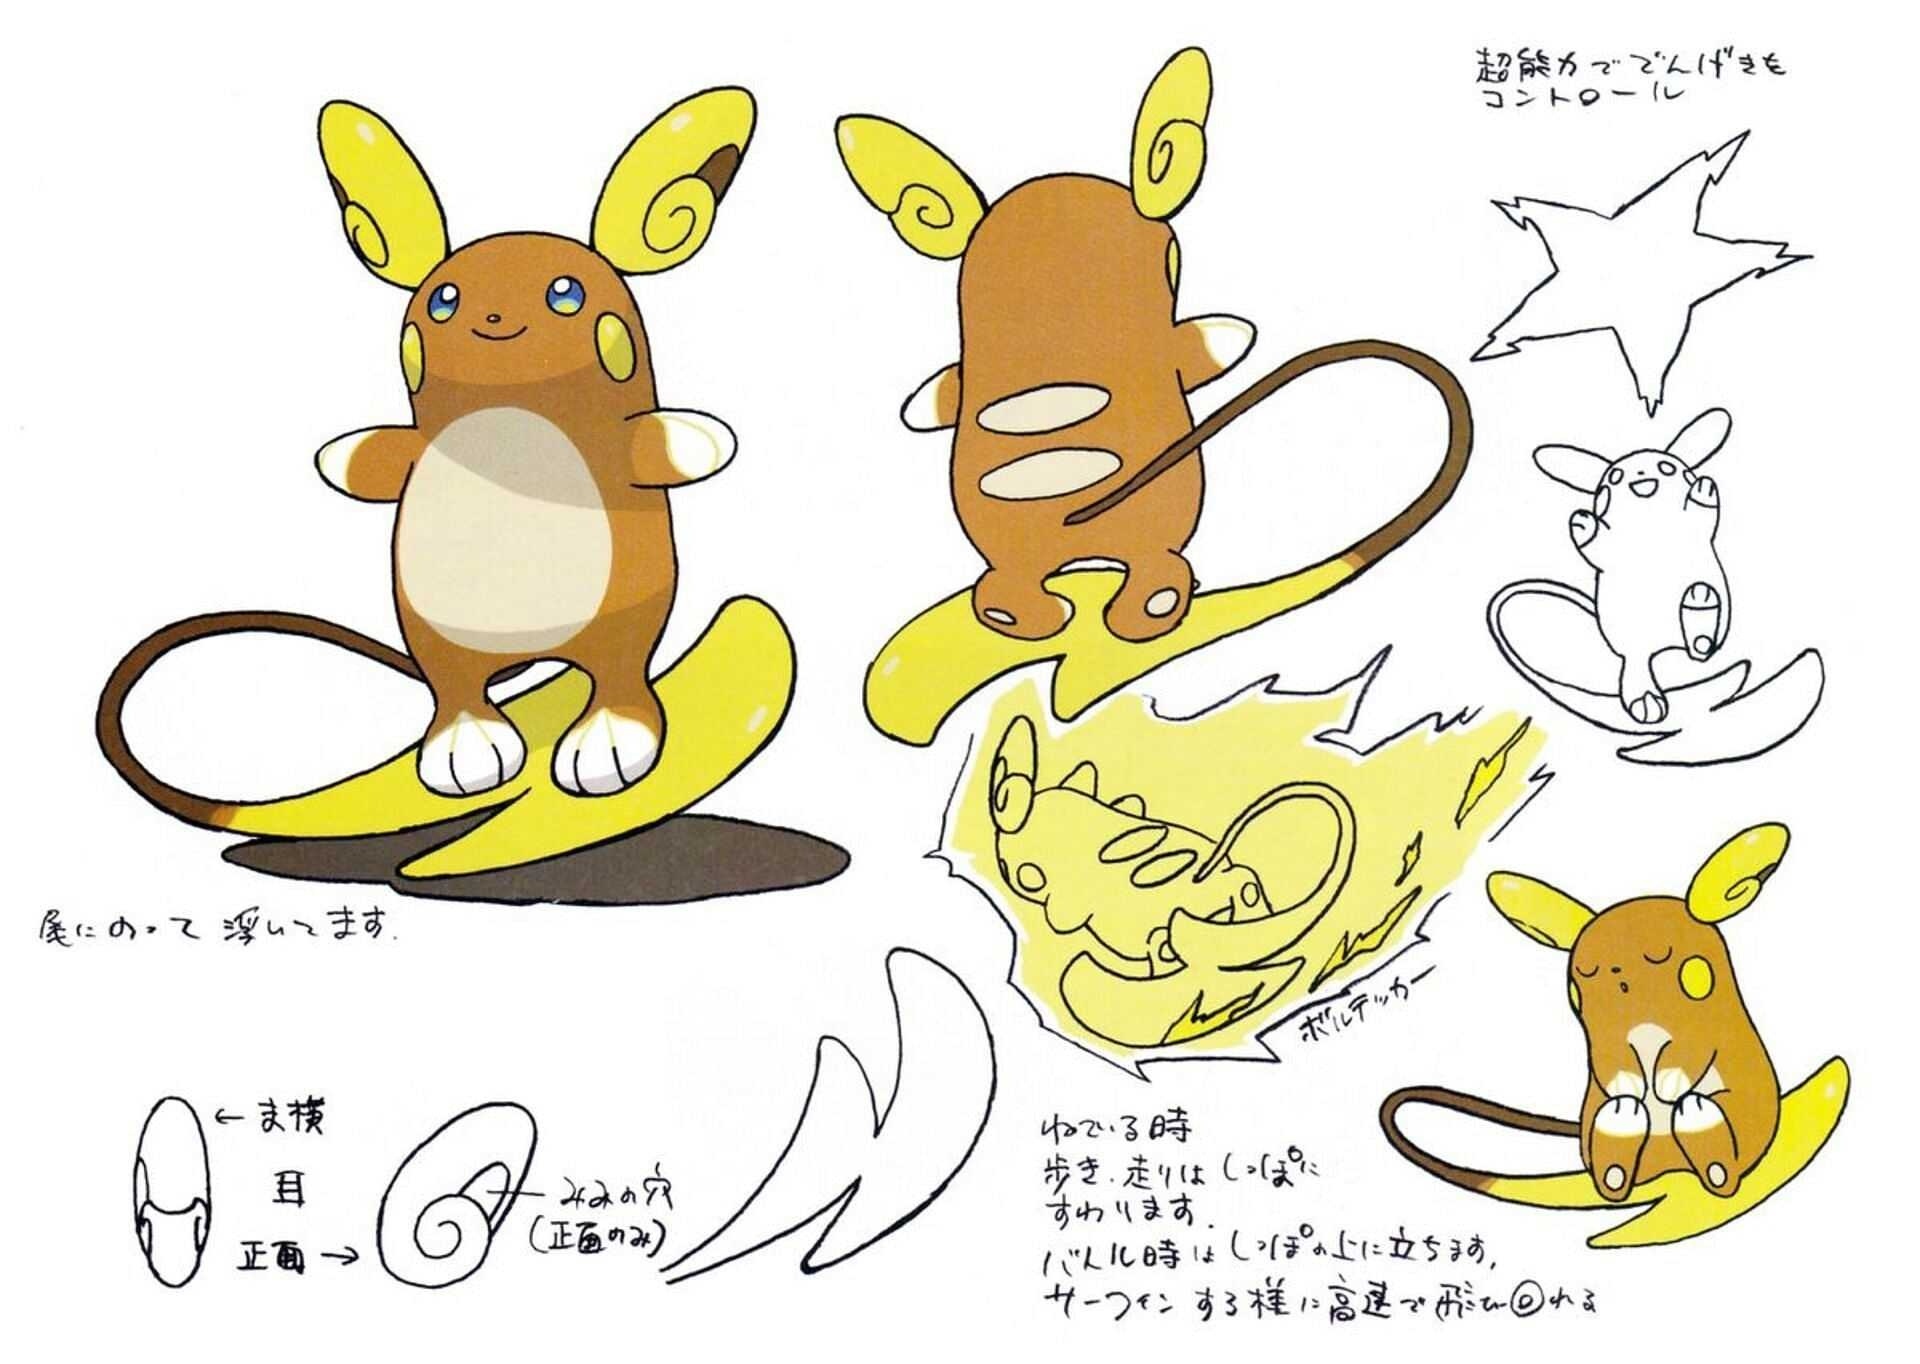 超能力ででんげきを
コントロール
尾にのって浮いてます.
ボルテッカー
←ま横
耳
正面→
みみの穴
(正面のみ)
ねている時
歩き.走りはしっぽに
すわります.
バトル時はしっぽの上に立ちます,
サーフィンする様に高速で飛び回れる